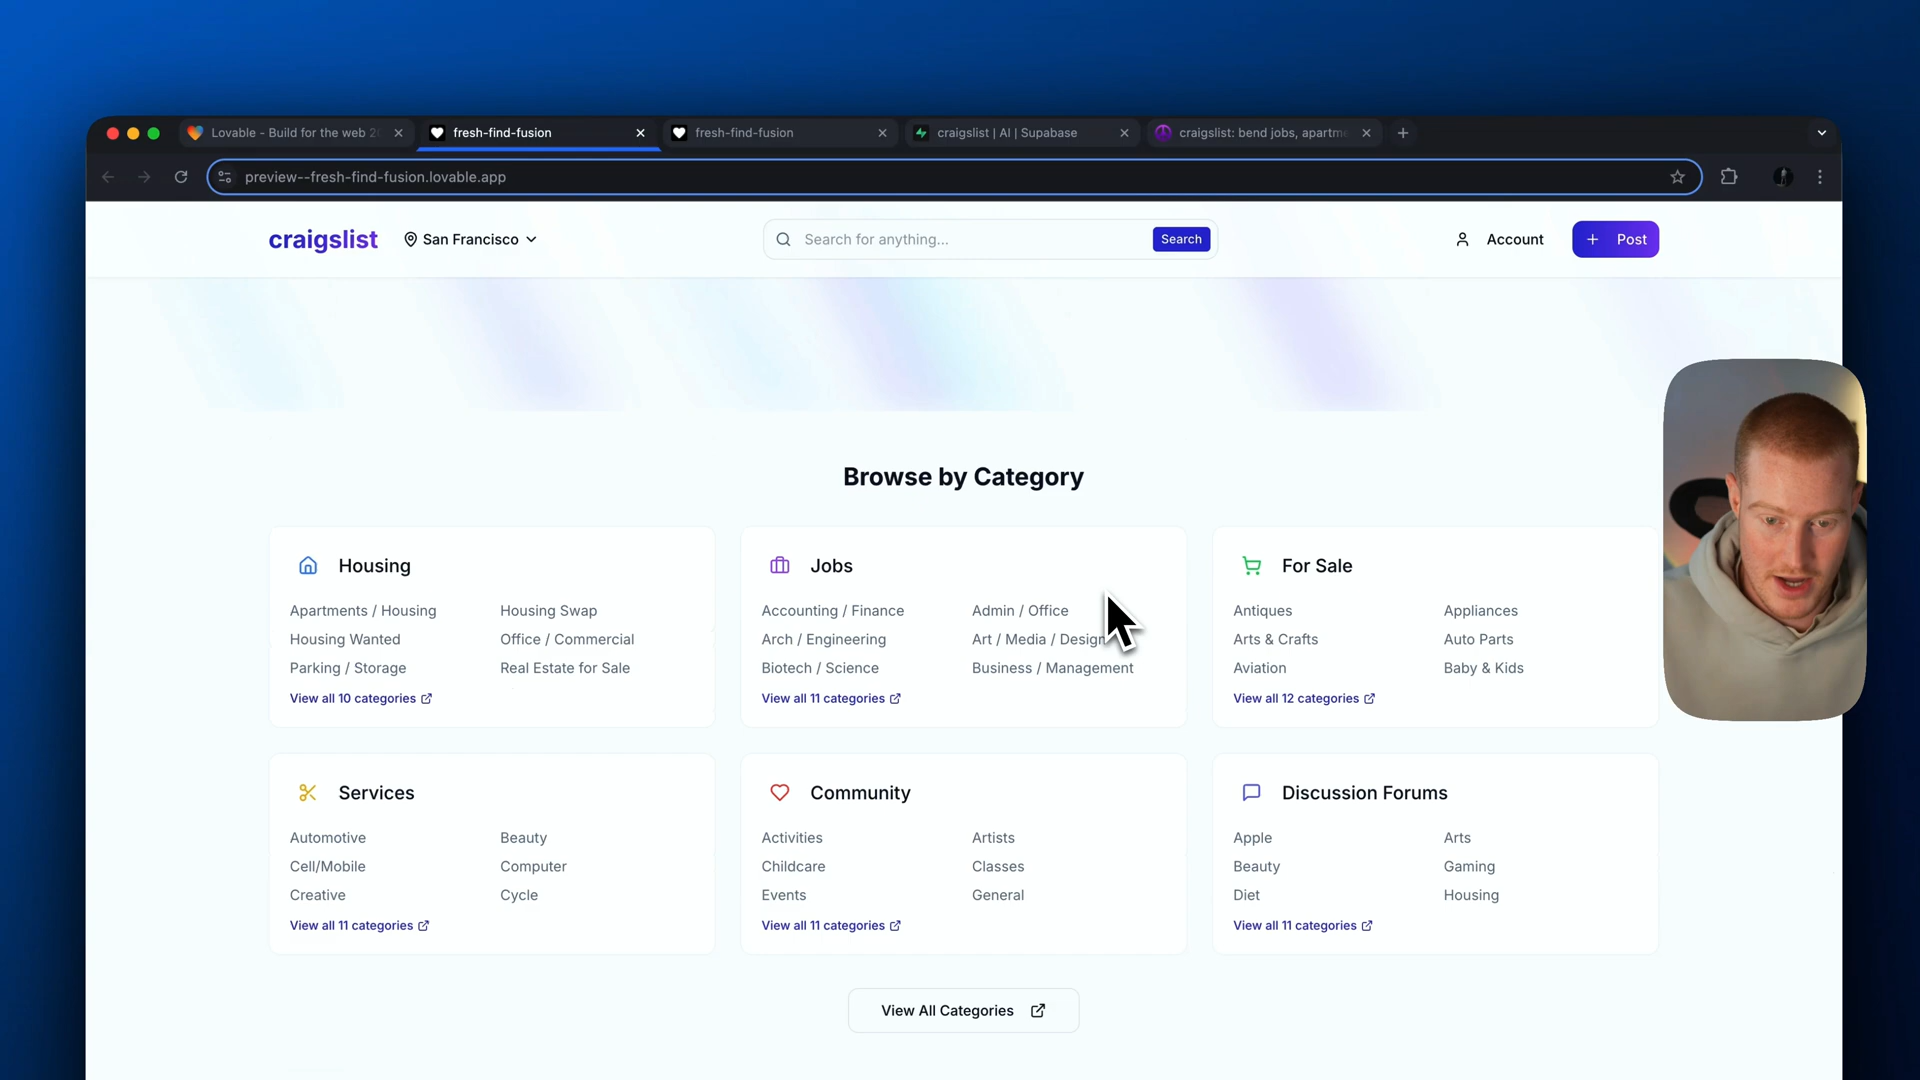 Lovable - Build for the web 20
fresh-find-fusion
fresh-find-fusion
craigslist | AI | Supabase
craigslist: bend jobs, apartme
preview--fresh-find-fusion.lovable.app
craigslist
San Francisco
Search for anything...
Search
Account
+ Post
Browse by Category
Housing
Apartments / Housing
Housing Swap
Housing Wanted
Office / Commercial
Parking / Storage
Real Estate for Sale
View all 10 categories
Jobs
Accounting / Finance
Admin / Office
Arch / Engineering
Art / Media / Design
Biotech / Science
Business / Management
View all 11 categories
For Sale
Antiques
Appliances
Arts & Crafts
Auto Parts
Aviation
Baby & Kids
View all 12 categories
Services
Automotive
Beauty
Cell/Mobile
Computer
Creative
Cycle
View all 11 categories
Community
Activities
Artists
Childcare
Classes
Events
General
View all 11 categories
Discussion Forums
Apple
Arts
Beauty
Gaming
Diet
Housing
View all 11 categories
View All Categories